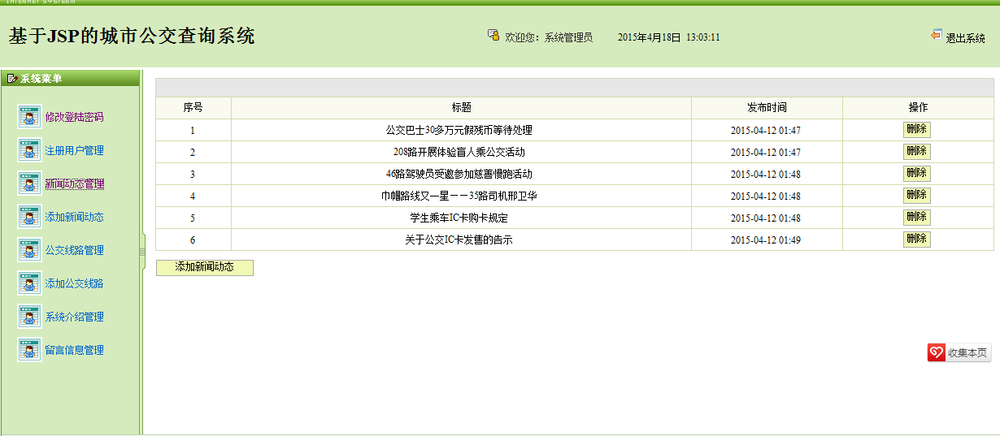 INTERNET SYSTEEM
基于JSP的城市公交查询系统
欢迎您：系统管理员 2015年4月18日 13:03:11
退出系统
系统菜单
修改登陆密码
注册用户管理
新闻动态管理
添加新闻动态
公交线路管理
添加公交线路
系统介绍管理
留言信息管理
序号 标题 发布时间 操作
1 公交巴士30多万元假残币等待处理 2015-04-12 01:47 删除
2 208路开展体验盲人乘公交活动 2015-04-12 01:47 删除
3 46路驾驶员受邀参加慈善慢跑活动 2015-04-12 01:48 删除
4 巾帼路线又一星－－35路司机邢卫华 2015-04-12 01:48 删除
5 学生乘车IC卡购卡规定 2015-04-12 01:48 删除
6 关于公交IC卡发售的告示 2015-04-12 01:49 删除
添加新闻动态
收集本页